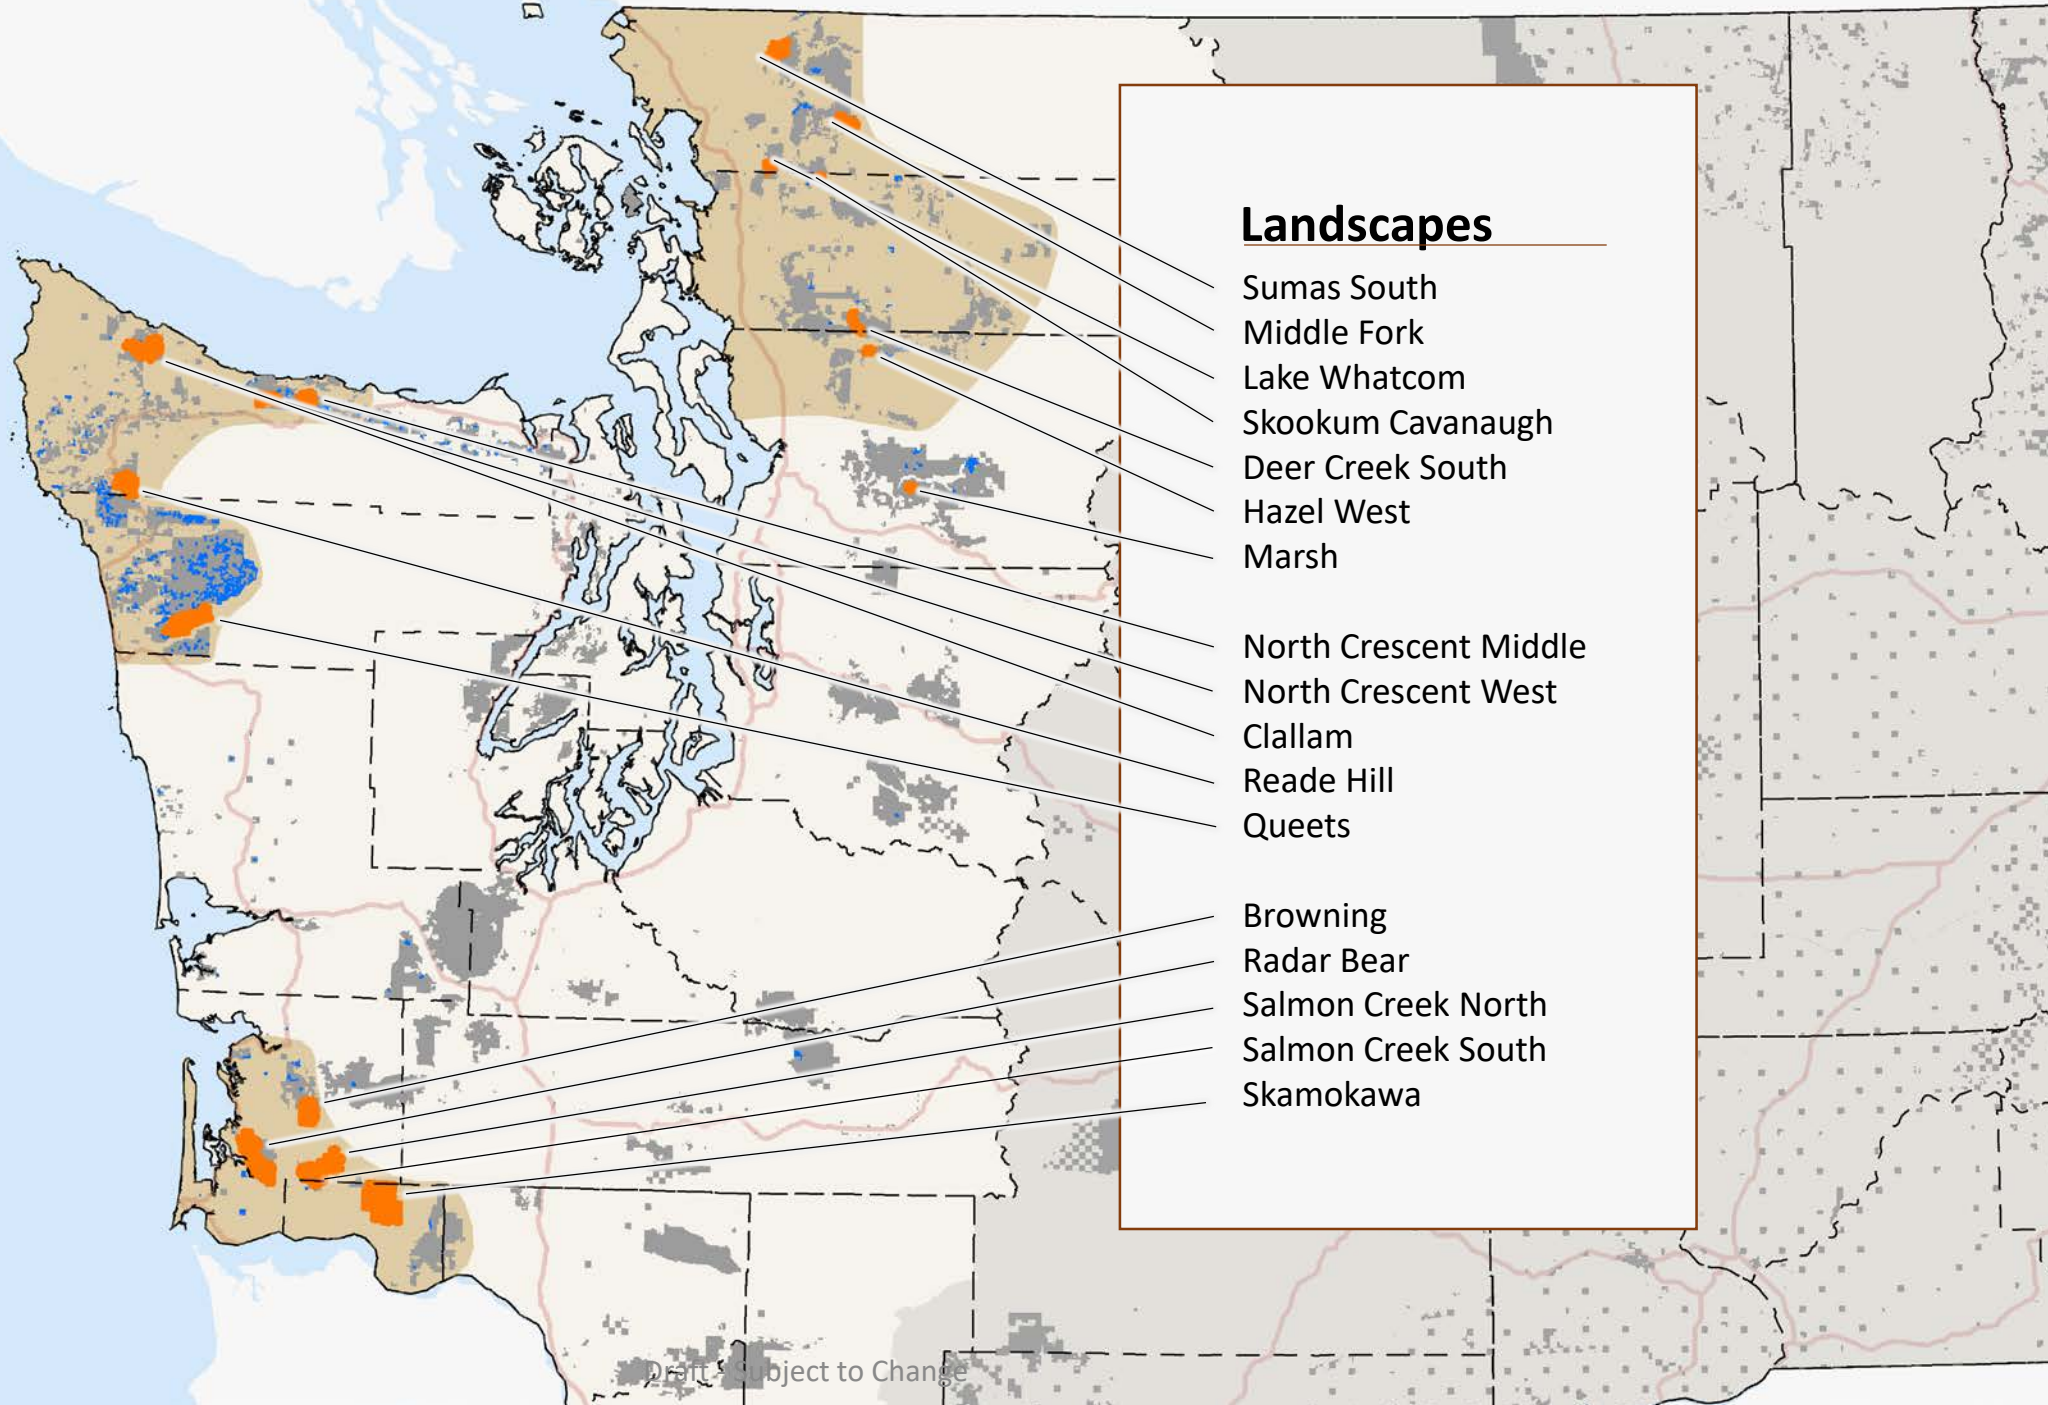 Landscapes
Sumas South
Middle Fork
Lake Whatcom
Skookum Cavanaugh
Deer Creek South
Hazel West
Marsh
North Crescent Middle
North Crescent West
Clallam
Reade Hill
Queets
Browning
Radar Bear
Salmon Creek North
Salmon Creek South
Skamokawa
Draft - Subject to Change